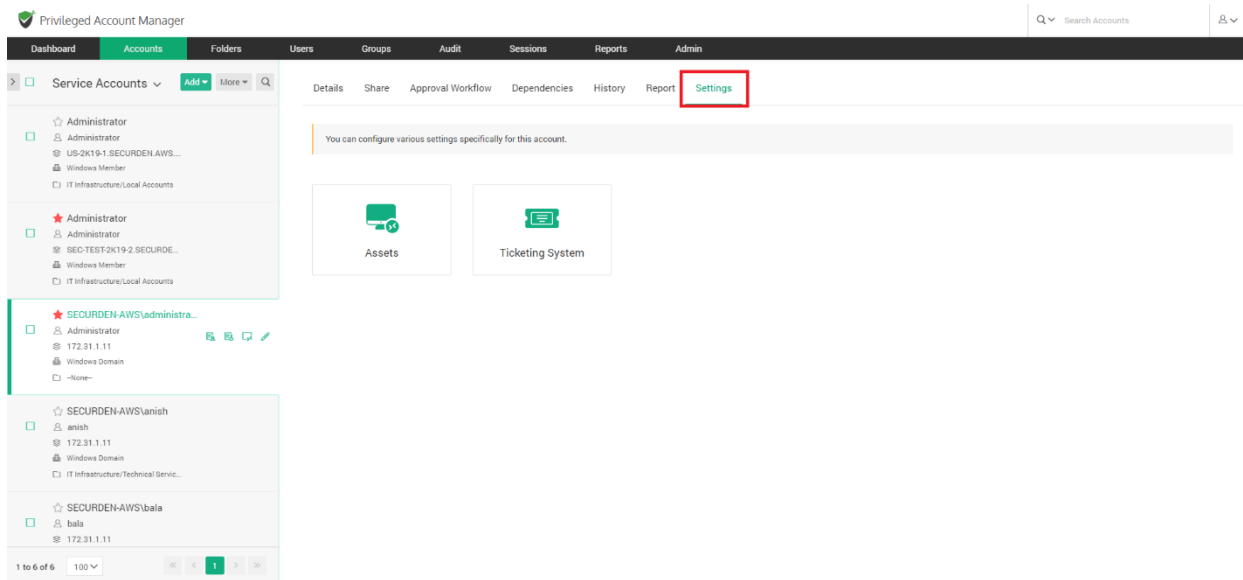 Privileged Account Manager
Search Accounts
Dashboard Accounts Folders Users Groups Audit Sessions Reports Admin
Service Accounts Add More
Details Share Approval Workflow Dependencies History Report Settings
You can configure various settings specifically for this account.
Assets
Ticketing System
Administrator
Administrator
US-2K19-1.SECURDEN.AWS....
Windows Member
IT Infrastructure/Local Accounts
Administrator
Administrator
SEC-TEST-2K19-2.SECURDE...
Windows Member
IT Infrastructure/Local Accounts
SECURDEN-AWS\administra...
Administrator
172.31.1.11
Windows Domain
--None--
SECURDEN-AWS\anish
anish
172.31.1.11
Windows Domain
IT Infrastructure/Technical Servic...
SECURDEN-AWS\bala
bala
172.31.1.11
1 to 6 of 6 100 « < 1 > »